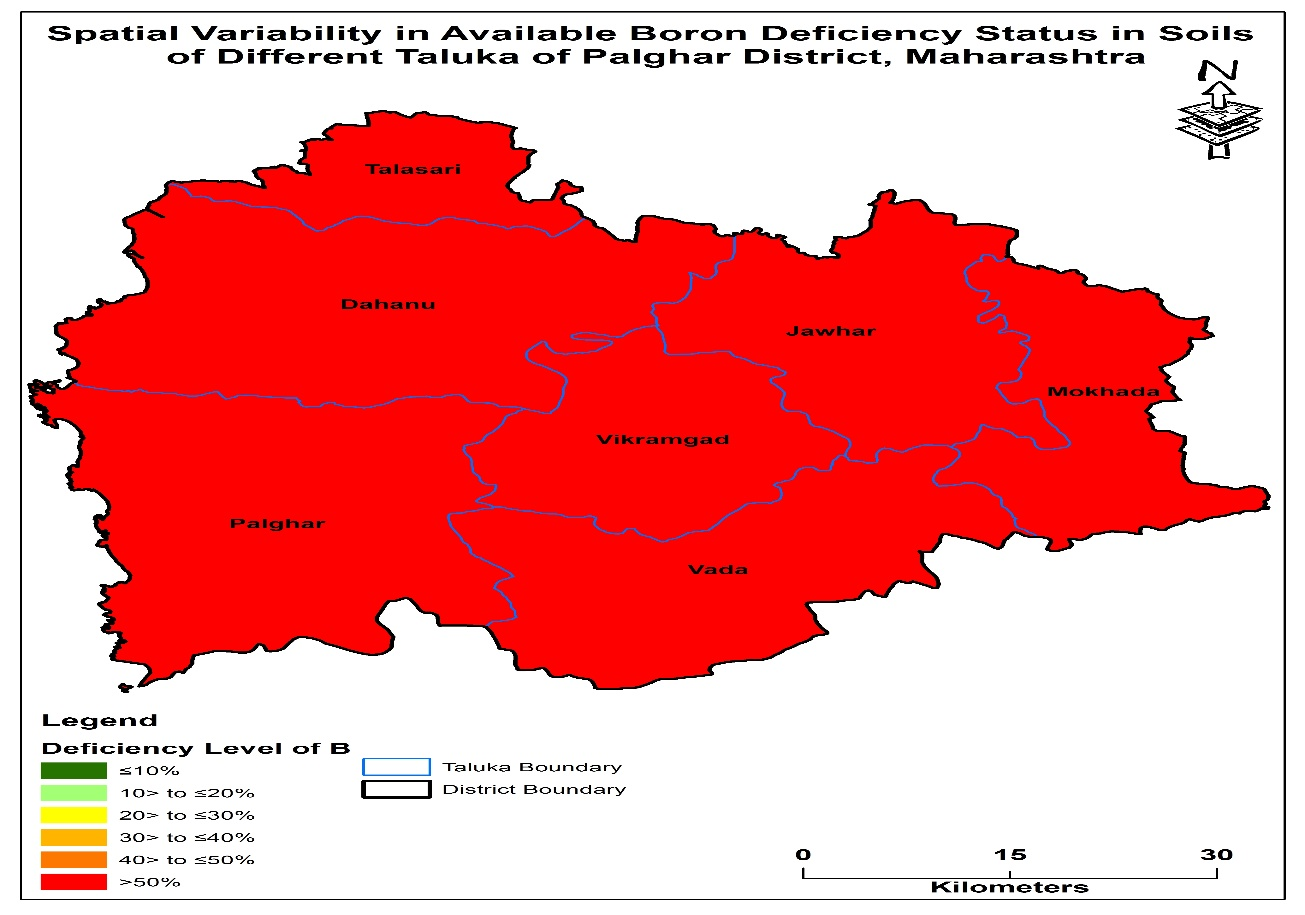 Spatial Variability in Available Boron Deficiency Status in Soils
of Different Taluka of Palghar District, Maharashtra
N
Talasari
Dahanu
Jawhar
Mokhada
Vikramgad
Palghar
Vada
Legend
Deficiency Level of B
≤10%
10> to ≤20%
20> to ≤30%
30> to ≤40%
40> to ≤50%
>50%
Taluka Boundary
District Boundary
0 15 30
Kilometers